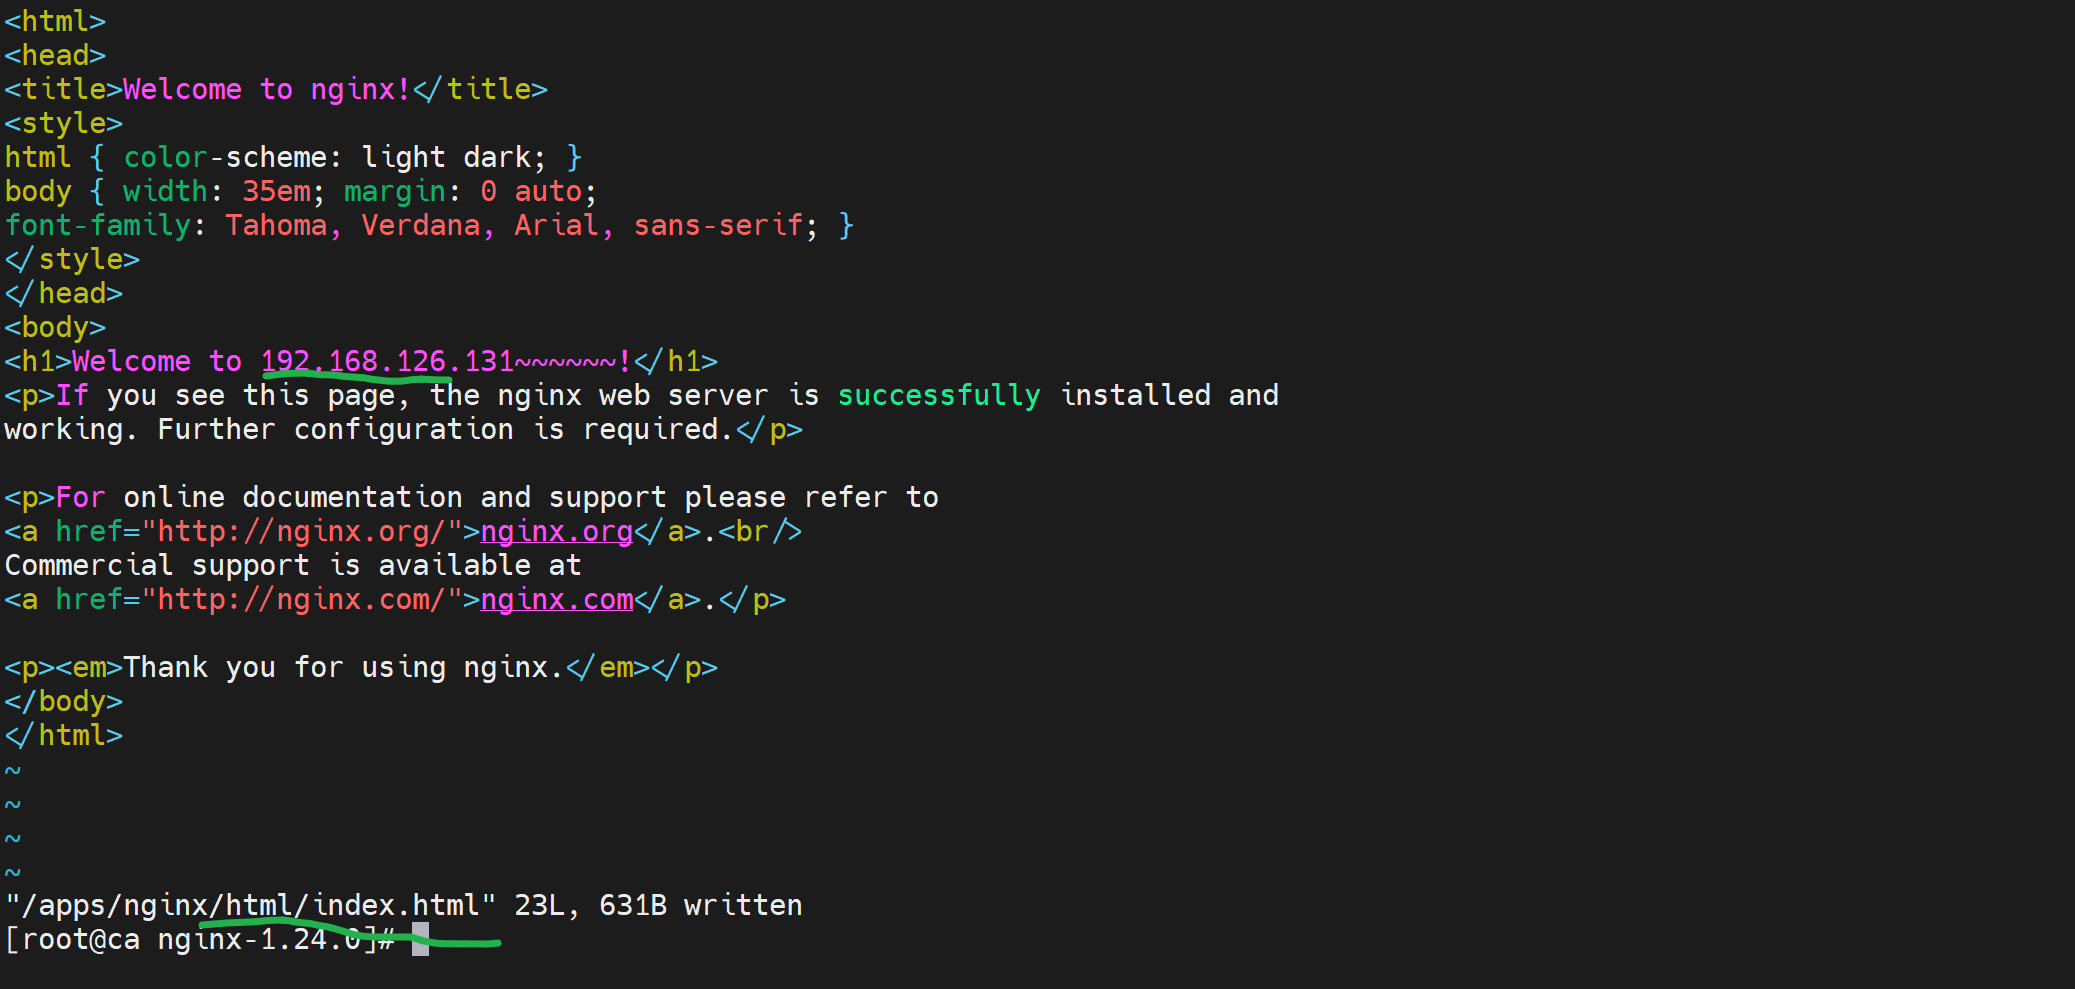 <html>
<head>
<title>Welcome to nginx!</title>
<style>
html { color-scheme: light dark; }
body { width: 35em; margin: 0 auto;
font-family: Tahoma, Verdana, Arial, sans-serif; }
</style>
</head>
<body>
<h1>Welcome to 192.168.126.131~~~~~~!</h1>
<p>If you see this page, the nginx web server is successfully installed and
working. Further configuration is required.</p>
<p>For online documentation and support please refer to
<a href="http://nginx.org/">nginx.org</a>.<br/>
Commercial support is available at
<a href="http://nginx.com/">nginx.com</a>.</p>
<p><em>Thank you for using nginx.</em></p>
</body>
</html>
~
~
~
~
"/apps/nginx/html/index.html" 23L, 631B written
[root@ca nginx-1.24.0]#